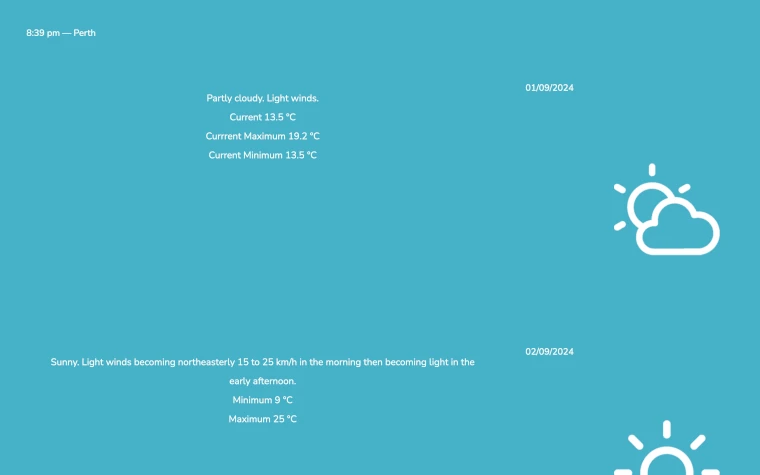 8:39 pm — Perth
01/09/2024
Partly cloudy. Light winds.
Current 13.5 °C
Currrent Maximum 19.2 °C
Current Minimum 13.5 °C
02/09/2024
Sunny. Light winds becoming northeasterly 15 to 25 km/h in the morning then becoming light in the
early afternoon.
Minimum 9 °C
Maximum 25 °C